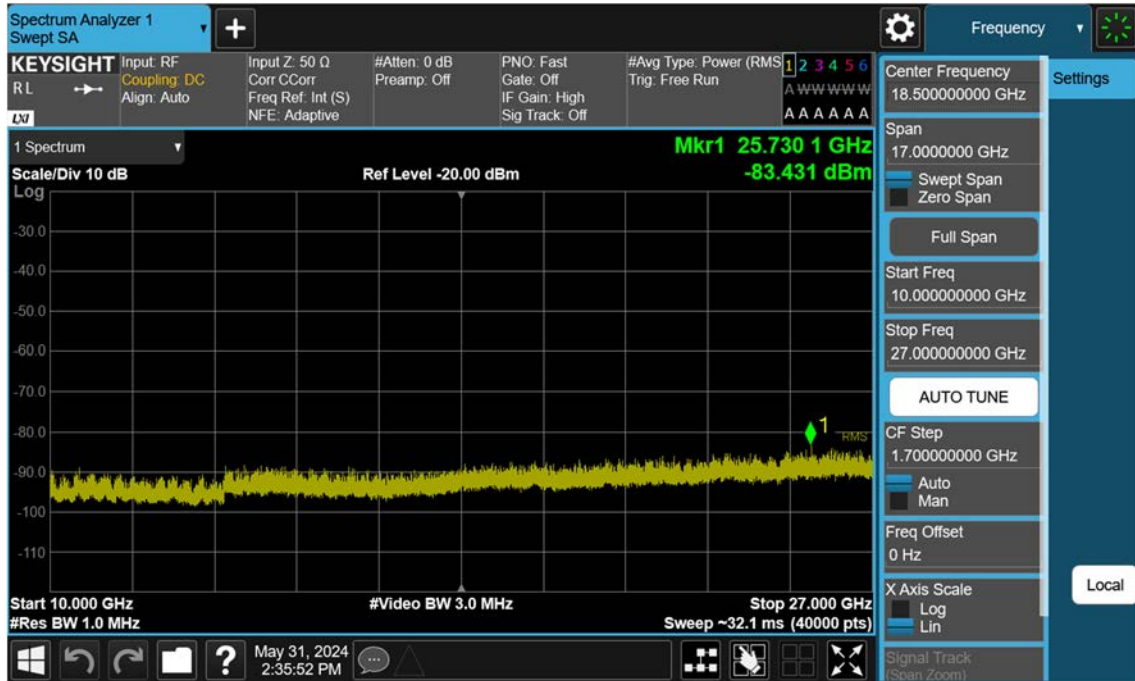 Spectrum Analyzer 1
Swept SA
Frequency
KEYSIGHT
RL
LXI
Input: RF
Coupling: DC
Align: Auto
Input Z: 50 Ω
Corr CCorr
Freq Ref: Int (S)
NFE: Adaptive
#Atten: 0 dB
Preamp: Off
PNO: Fast
Gate: Off
IF Gain: High
Sig Track: Off
#Avg Type: Power (RMS
Trig: Free Run
1 2 3 4 5 6
A W W W W W
A A A A A A
1 Spectrum
Mkr1 25.730 1 GHz
-83.431 dBm
Scale/Div 10 dB
Ref Level -20.00 dBm
Log
-30.0
-40.0
-50.0
-60.0
-70.0
-80.0
-90.0
-100
-110
1
RMS
Start 10.000 GHz
#Video BW 3.0 MHz
Stop 27.000 GHz
#Res BW 1.0 MHz
Sweep ~32.1 ms (40000 pts)
Center Frequency
18.500000000 GHz
Settings
Span
17.0000000 GHz
Swept Span
Zero Span
Full Span
Start Freq
10.000000000 GHz
Stop Freq
27.000000000 GHz
AUTO TUNE
CF Step
1.700000000 GHz
Auto
Man
Freq Offset
0 Hz
X Axis Scale
Log
Lin
Local
Signal Track
(Span Zoom)
?
May 31, 2024
2:35:52 PM